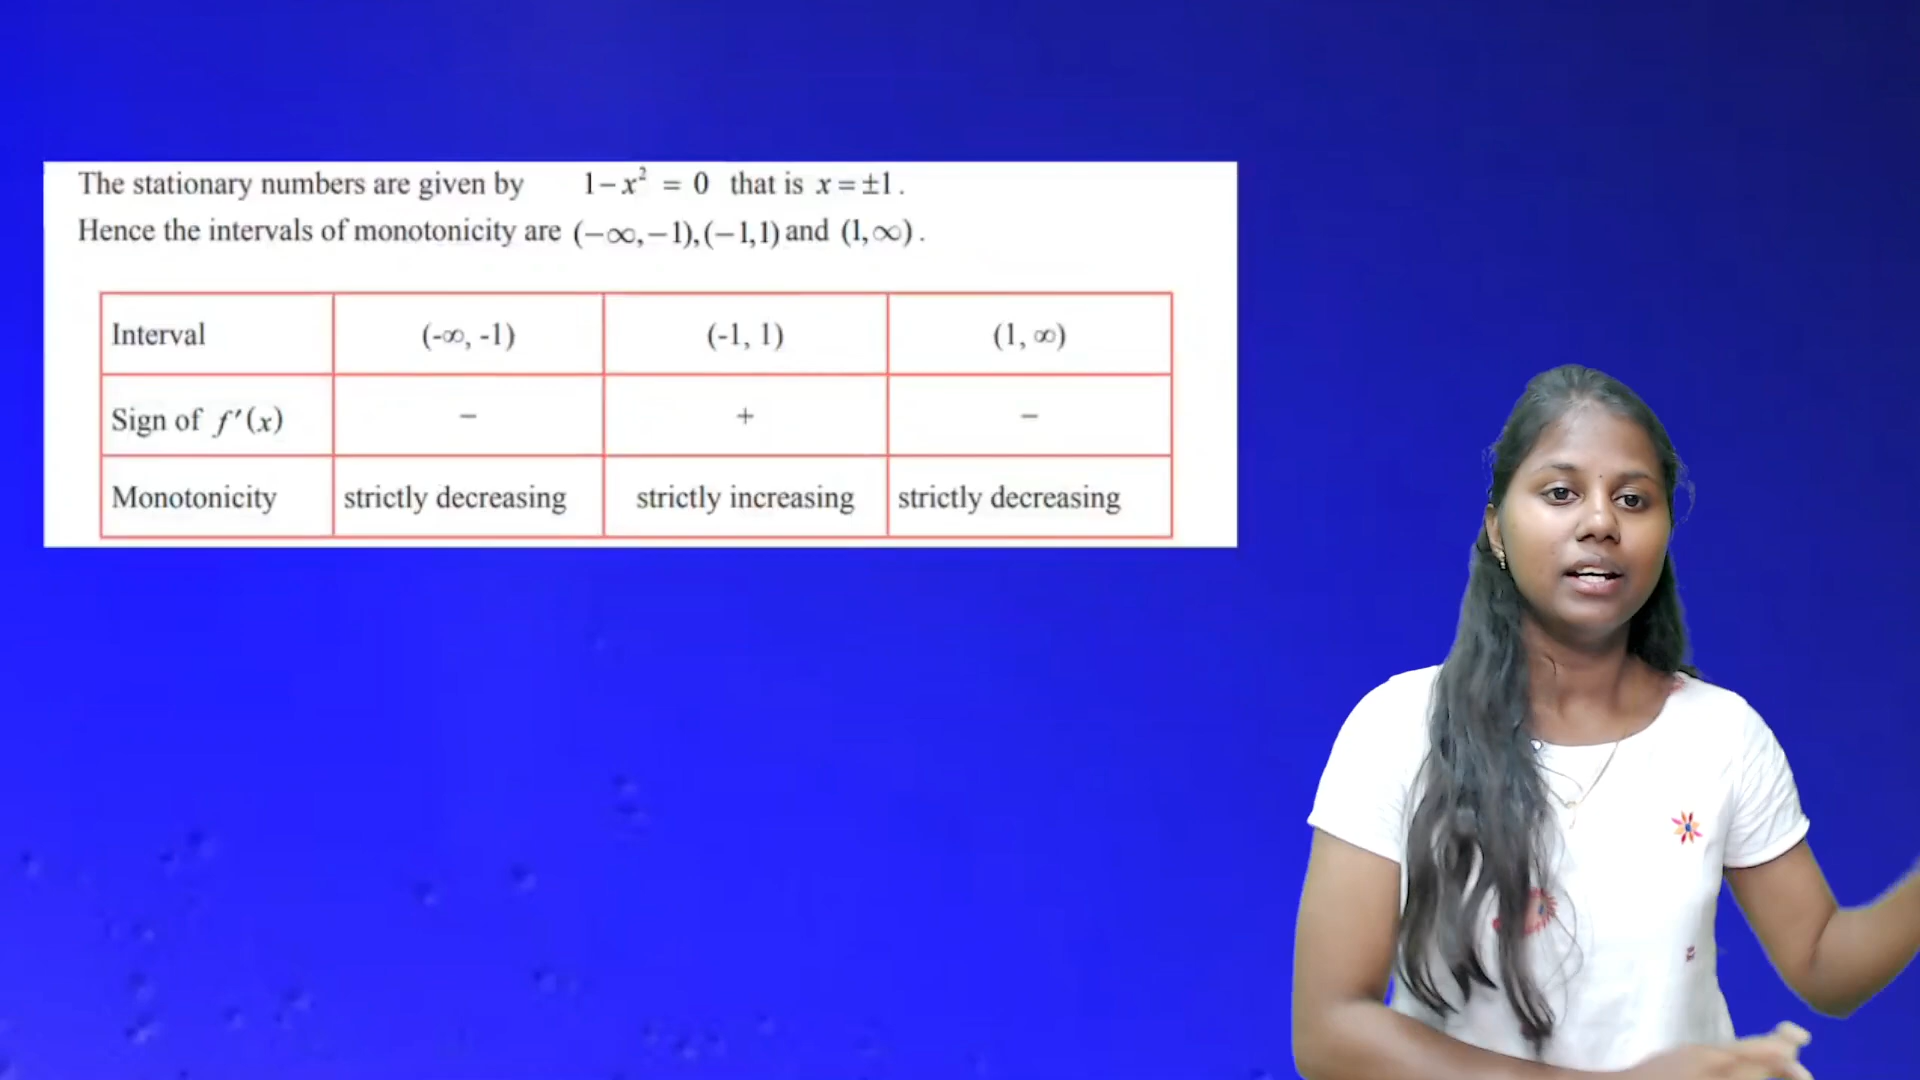 The stationary numbers are given by 1−x² = 0 that is x = ±1.
Hence the intervals of monotonicity are (−∞,−1),(−1,1) and (1,∞).
Interval (-∞, -1) (-1, 1) (1, ∞)
Sign of f′(x) − + −
Monotonicity strictly decreasing strictly increasing strictly decreasing